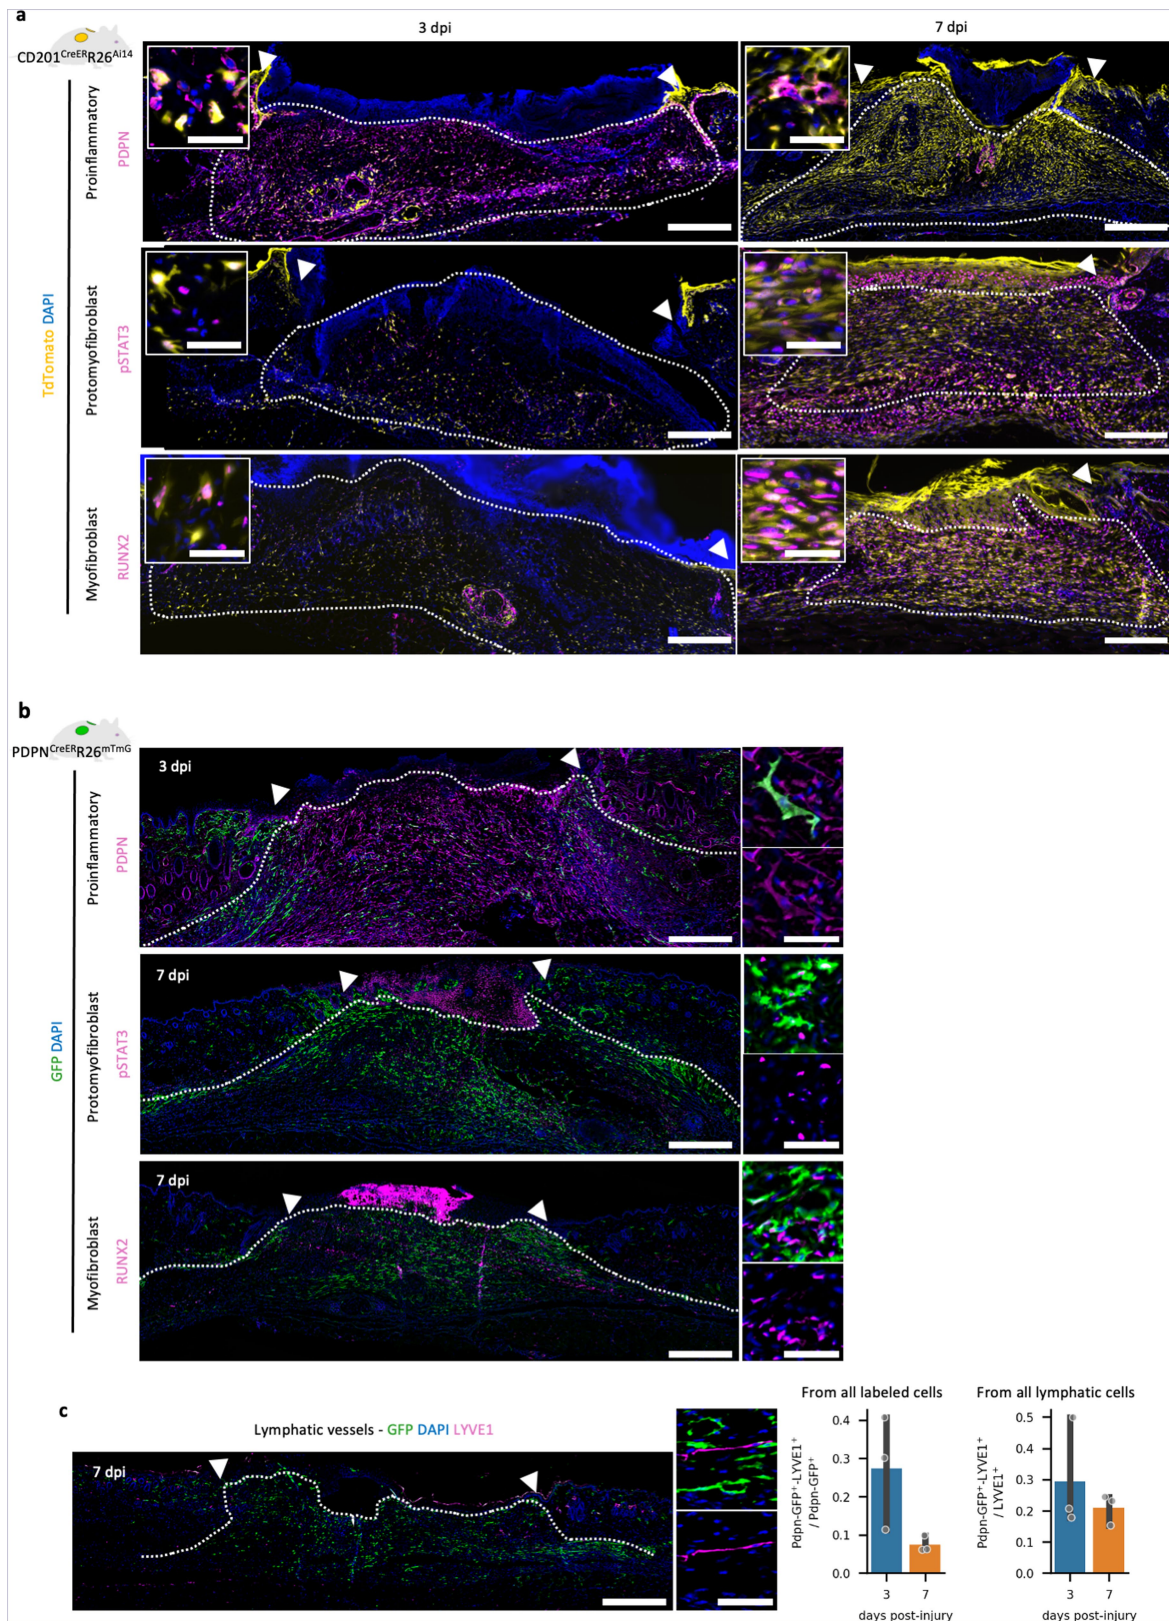 a
3 dpi
7 dpi
CD201CreERR26Ai14
TdTomato DAPI
Proinflammatory
PDPN
Protomyofibroblast
pSTAT3
Myofibroblast
RUNX2
b
PDPNCreERR26mTmG
GFP DAPI
3 dpi
Proinflammatory
PDPN
7 dpi
Protomyofibroblast
pSTAT3
7 dpi
Myofibroblast
RUNX2
c
Lymphatic vessels - GFP DAPI LYVE1
7 dpi
From all labeled cells
Pdpn-GFP+-LYVE1+
/ Pdpn-GFP+
0.4
0.3
0.2
0.1
0.0
3 7
days post-injury
From all lymphatic cells
Pdpn-GFP+-LYVE1+
/ LYVE1+
0.5
0.4
0.3
0.2
0.1
0.0
3 7
days post-injury